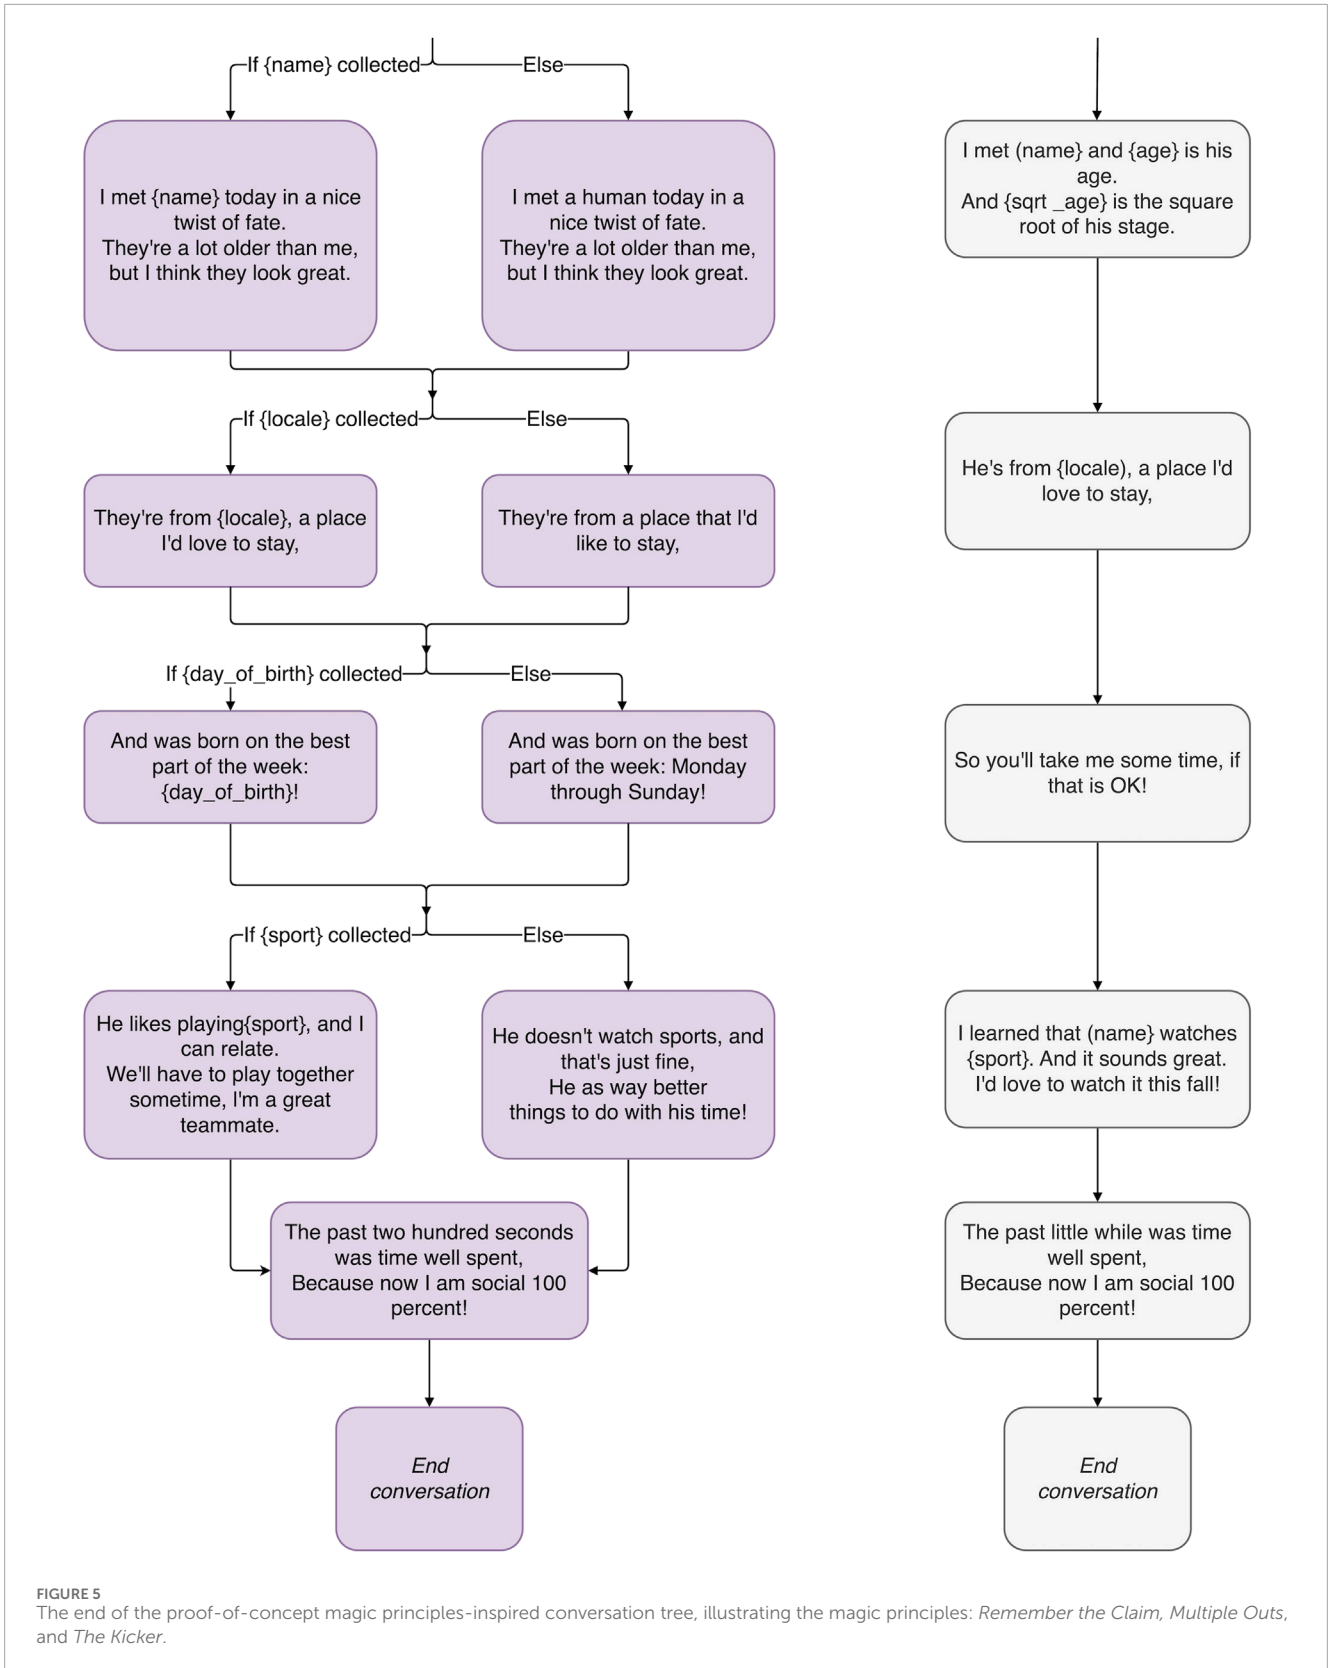 If {name} collected
Else
I met {name} today in a nice
twist of fate.
They're a lot older than me,
but I think they look great.
I met a human today in a
nice twist of fate.
They're a lot older than me,
but I think they look great.
If {locale} collected
Else
They're from {locale}, a place
I'd love to stay,
They're from a place that I'd
like to stay,
If {day_of_birth} collected
Else
And was born on the best
part of the week:
{day_of_birth}!
And was born on the best
part of the week: Monday
through Sunday!
If {sport} collected
Else
He likes playing{sport}, and I
can relate.
We'll have to play together
sometime, I'm a great
teammate.
He doesn't watch sports, and
that's just fine,
He as way better
things to do with his time!
The past two hundred seconds
was time well spent,
Because now I am social 100
percent!
End
conversation
I met (name} and {age} is his
age.
And {sqrt _age} is the square
root of his stage.
He's from {locale), a place I'd
love to stay,
So you'll take me some time, if
that is OK!
I learned that (name} watches
{sport}. And it sounds great.
I'd love to watch it this fall!
The past little while was time
well spent,
Because now I am social 100
percent!
End
conversation
FIGURE 5
The end of the proof-of-concept magic principles-inspired conversation tree, illustrating the magic principles: Remember the Claim, Multiple Outs,
and The Kicker.